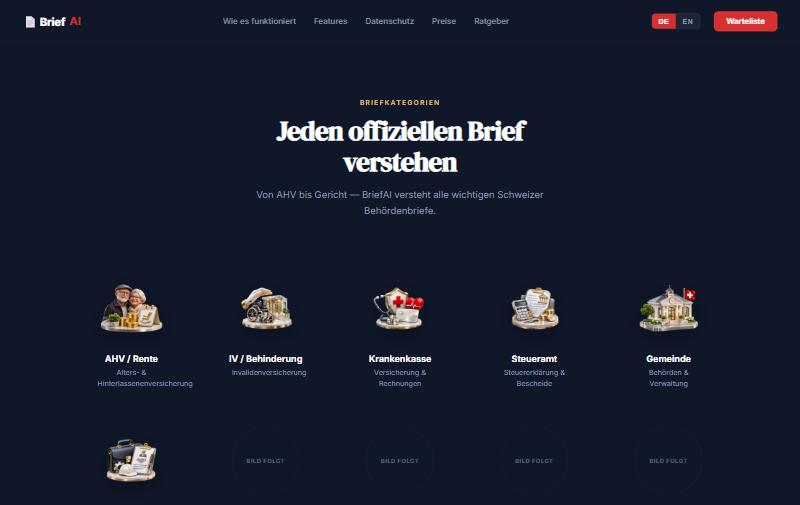 Brief AI
Wie es funktioniert
Features
Datenschutz
Preise
Ratgeber
DE
EN
Warteliste
BRIEFKATEGORIEN
Jeden offiziellen Brief
verstehen
Von AHV bis Gericht — BriefAI versteht alle wichtigen Schweizer
Behördenbriefe.
AHV / Rente
Alters- &
Hinterlassenenversicherung
IV / Behinderung
Invalidenversicherung
Krankenkasse
Versicherung &
Rechnungen
Steueramt
Steuererklärung &
Bescheide
Gemeinde
Behörden &
Verwaltung
BILD FOLGT
BILD FOLGT
BILD FOLGT
BILD FOLGT